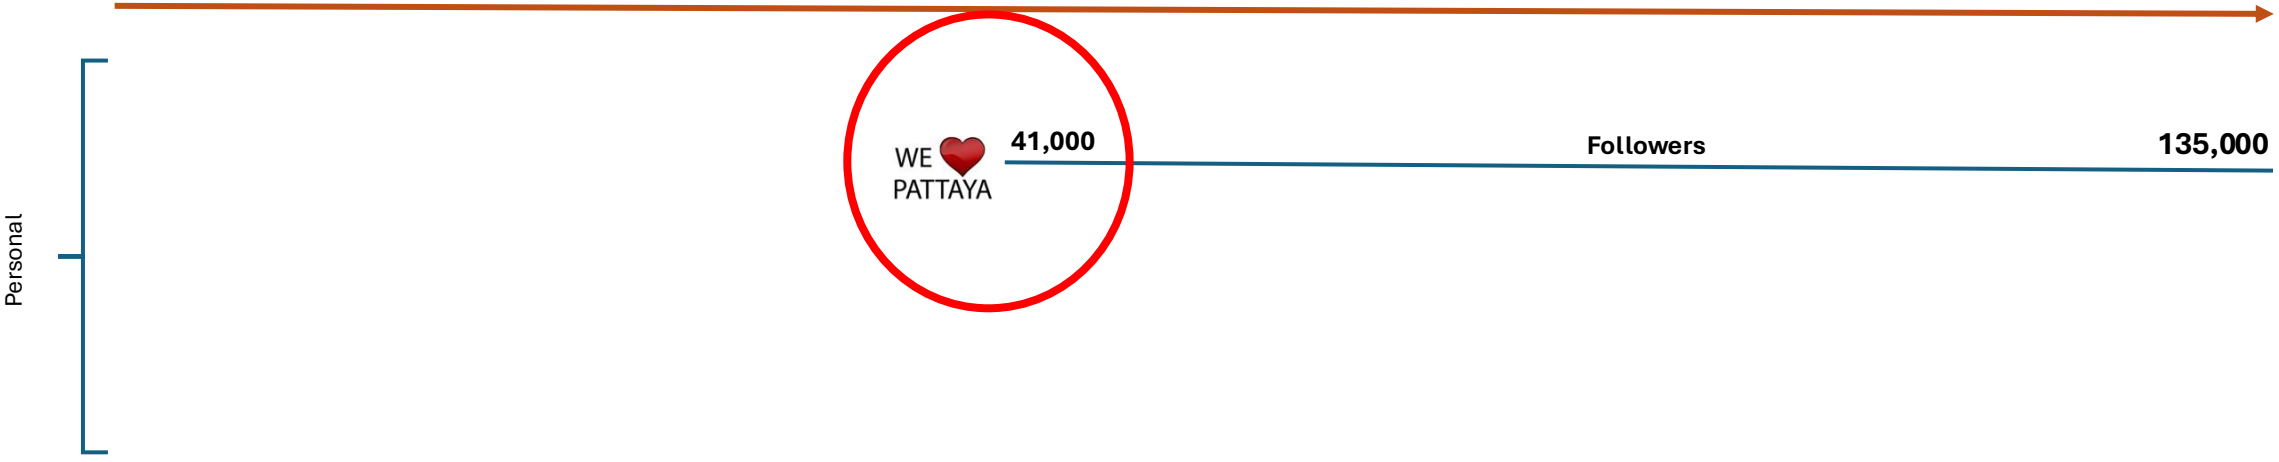 41,000
Followers
135,000
WE
PATTAYA
Personal